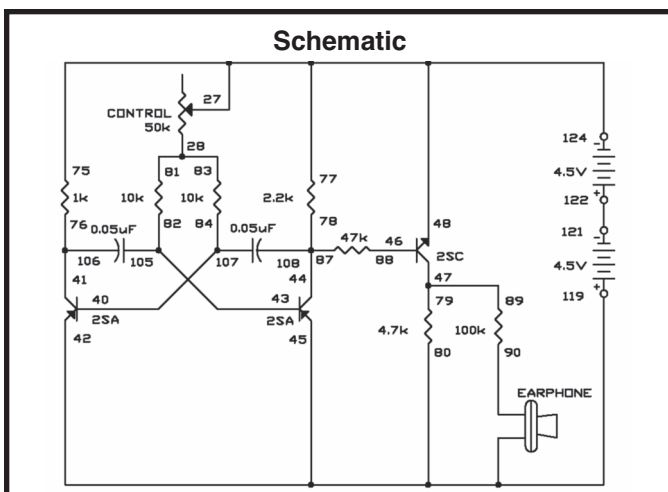 Schematic
27
CONTROL
50k
28
124
4.5V
122
121
4.5V
119
75
1k
76
81
10k
82
83
10k
84
77
2.2k
78
0.05uF
106
105
0.05uF
107
108
87
47k
88
46
48
2SC
47
41
40
2SA
42
44
43
2SA
45
79
4.7k
80
89
100k
90
EARPHONE